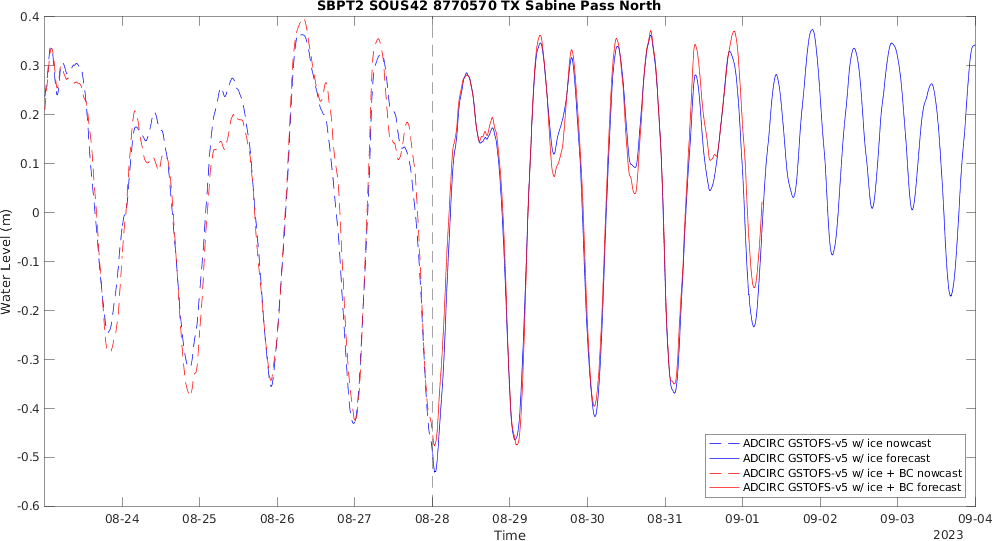 SBPT2 SOUS42 8770570 TX Sabine Pass North
0.4
0.3
0.2
0.1
0
-0.1
-0.2
-0.3
-0.4
-0.5
-0.6
Water Level (m)
08-24 08-25 08-26 08-27 08-28 08-29 08-30 08-31 09-01 09-02 09-03 09-04
Time
2023
ADCIRC GSTOFS-v5 w/ ice nowcast
ADCIRC GSTOFS-v5 w/ ice forecast
ADCIRC GSTOFS-v5 w/ ice + BC nowcast
ADCIRC GSTOFS-v5 w/ ice + BC forecast